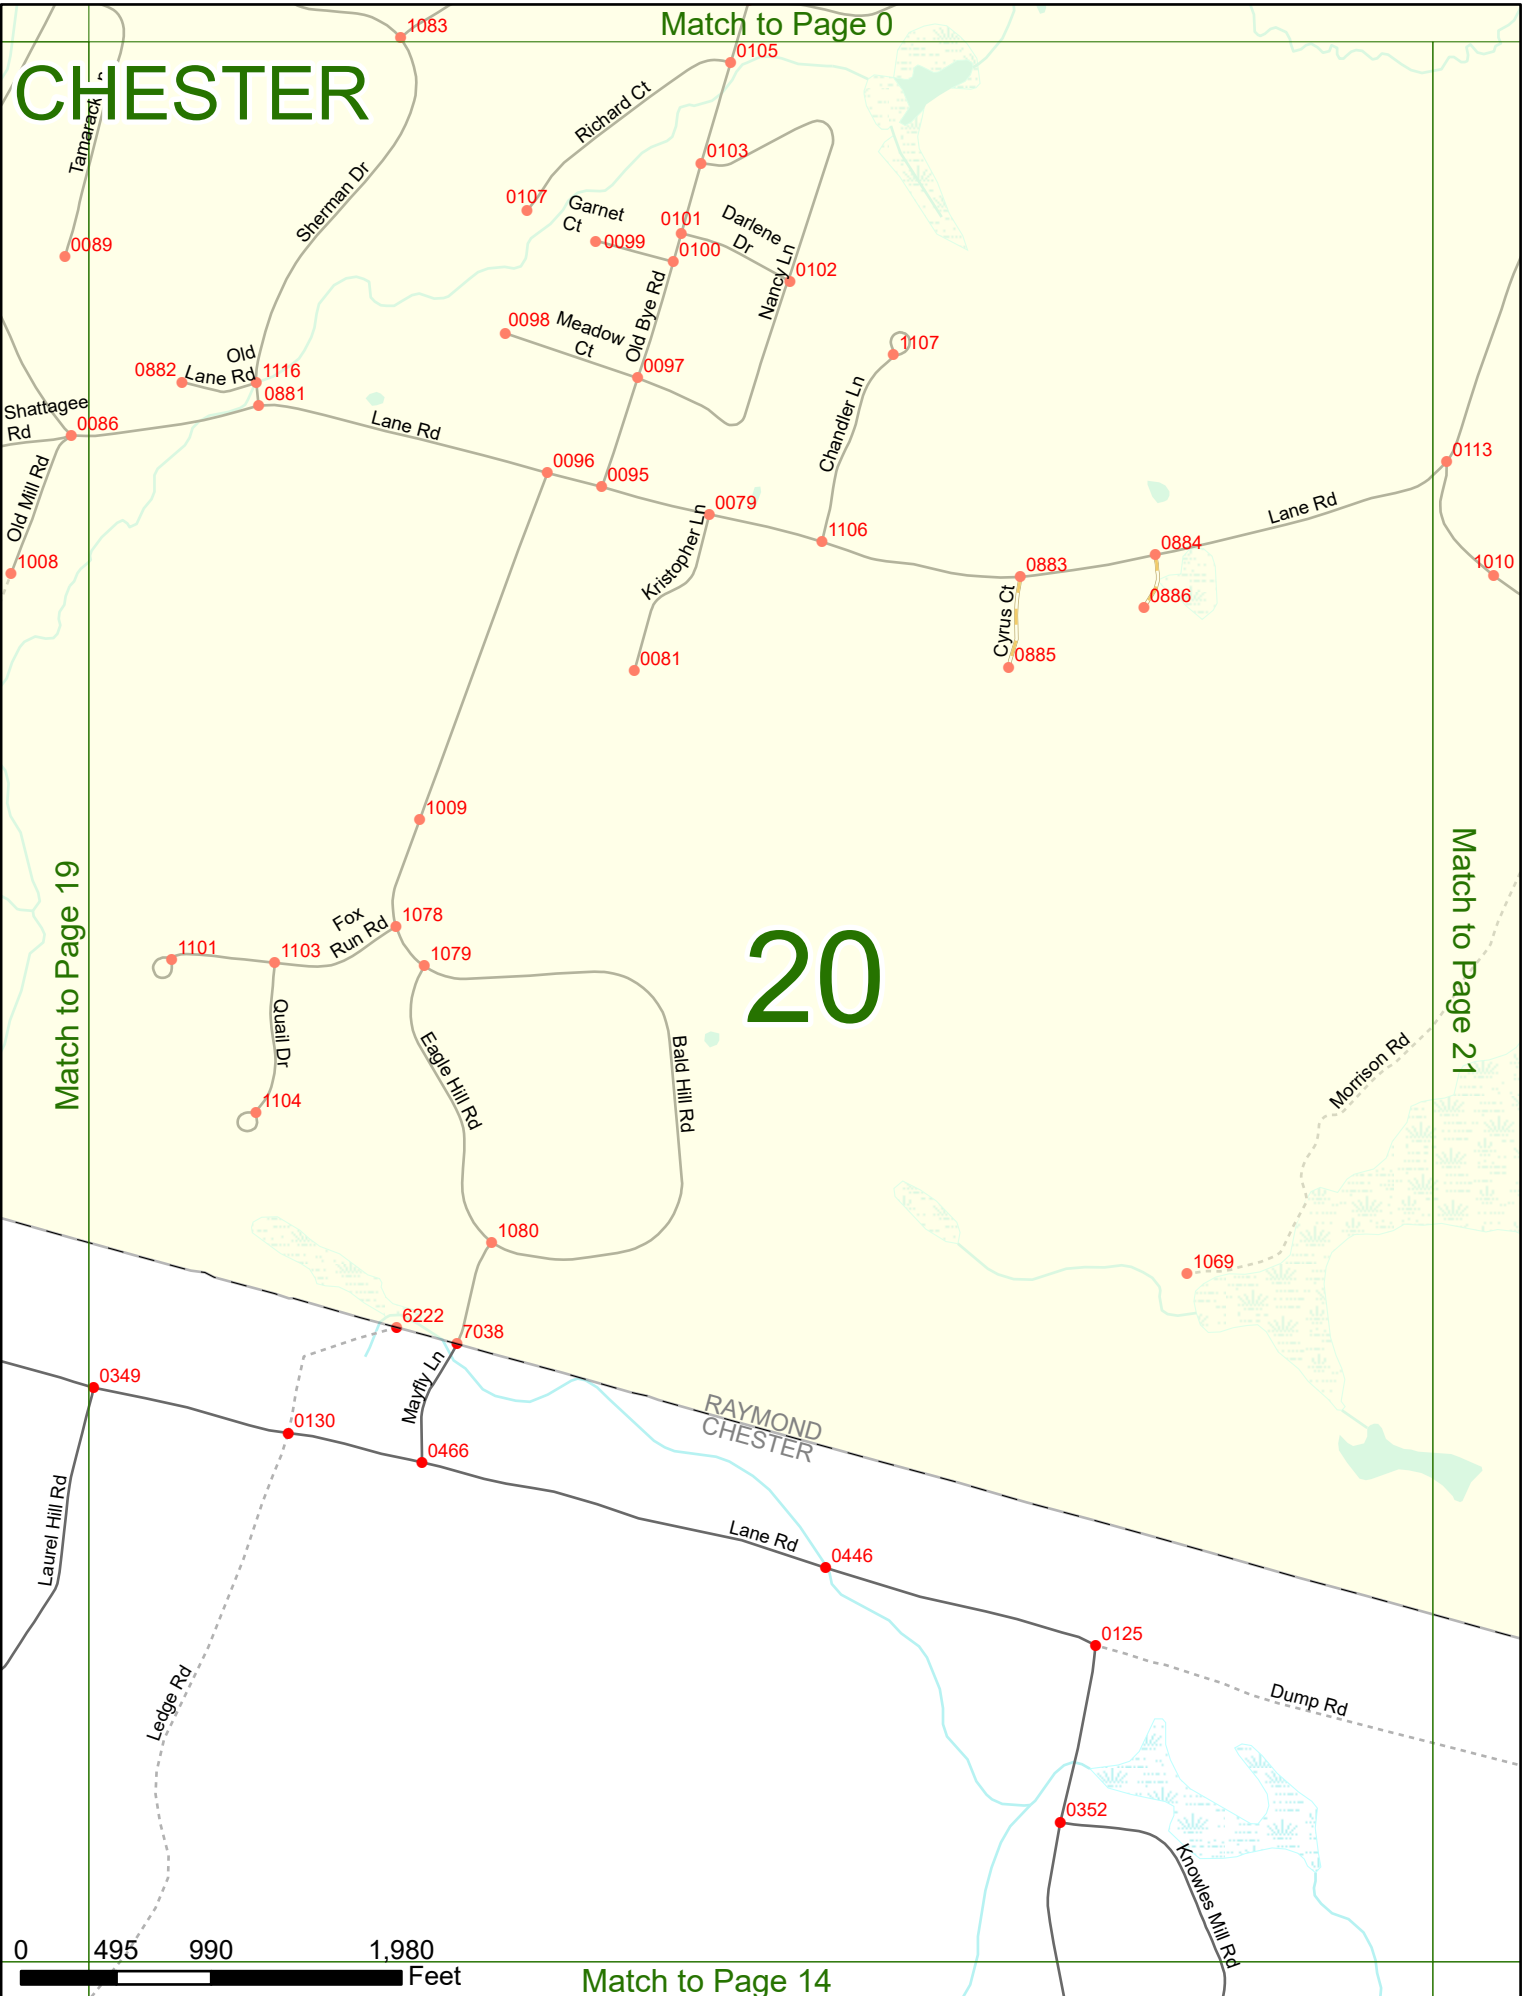 Match to Page 0
1083
0105
CHESTER
Tamarack
Richard Ct
Sherman Dr
0103
0107
Garnet
Ct
0099
0101
0100
Darlene
Dr
Nancy Ln
0102
0089
Old Bye Rd
0098
Meadow
Ct
0097
1107
Old
Lane Rd
0882
1116
0881
Shattagee
Rd
0086
Lane Rd
Chandler Ln
0113
Old Mill Rd
0096
0095
0079
Lane Rd
1106
1008
Kristopher Ln
0883
0884
1010
Cyrus Ct
0886
0081
0885
1009
Match to Page 19
Match to Page 21
Fox
Run Rd
1078
1101
1103
1079
20
Quail Dr
Eagle Hill Rd
Bald Hill Rd
Morrison Rd
1104
1080
1069
6222
7038
Mayfly Ln
0349
RAYMOND
CHESTER
0130
0466
Laurel Hill Rd
Lane Rd
0446
0125
Ledge Rd
Dump Rd
0352
Knowles Mill Rd
0 495 990 1,980
Feet
Match to Page 14